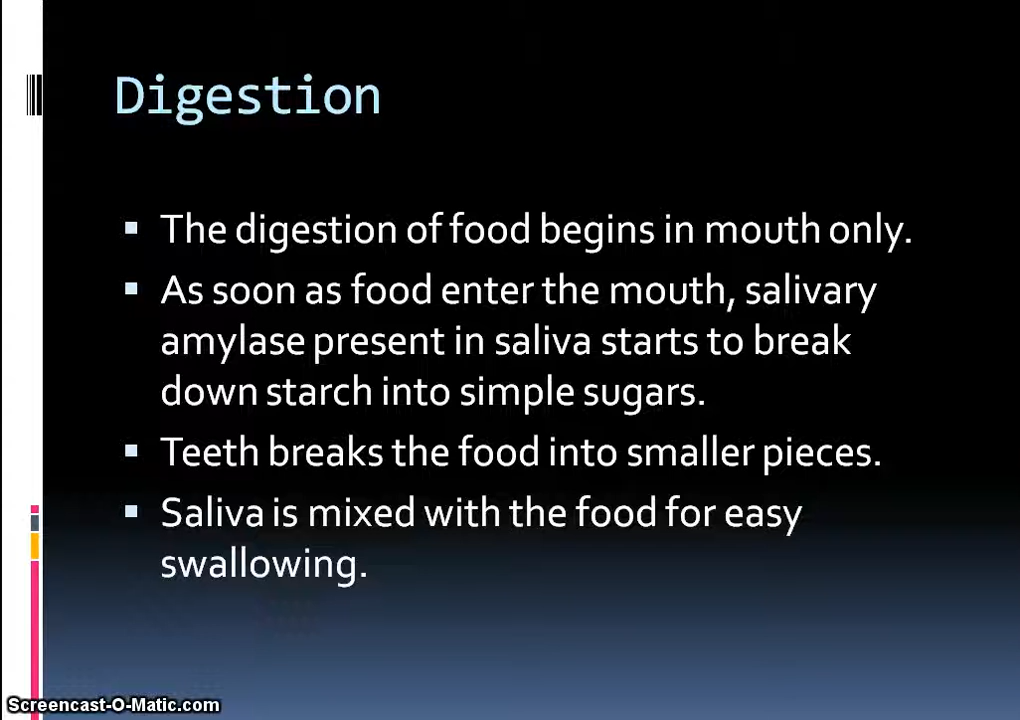 Digestion
The digestion of food begins in mouth only.
As soon as food enter the mouth, salivary
amylase present in saliva starts to break
down starch into simple sugars.
Teeth breaks the food into smaller pieces.
Saliva is mixed with the food for easy
swallowing.
Screencast-O-Matic.com